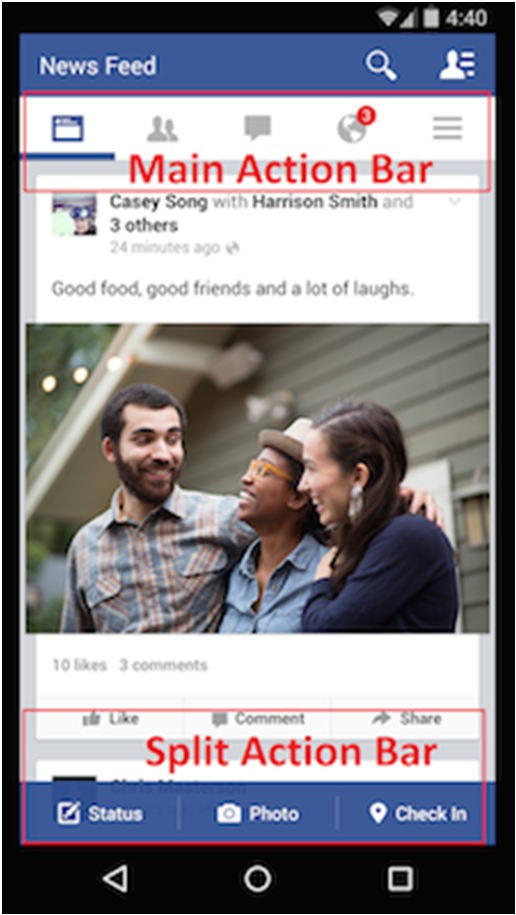 4:40
News Feed
3
Main Action Bar
Casey Song with Harrison Smith and
3 others
24 minutes ago
Good food, good friends and a lot of laughs.
10 likes 3 comments
Like Comment Share
Split Action Bar
Chris Masterson
Status Photo Check In